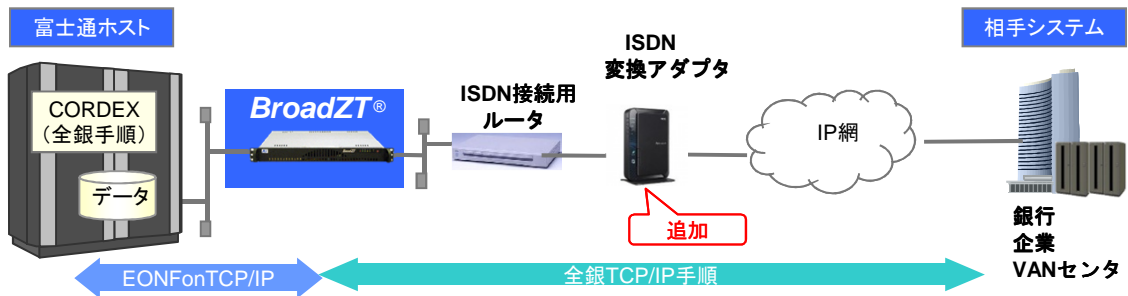 富士通ホスト
相手システム
CORDEX
(全銀手順)
データ
BroadZT®
ISDN接続用
ルータ
ISDN
変換アダプタ
追加
IP網
銀行
企業
VANセンタ
EONFonTCP/IP
全銀TCP/IP手順